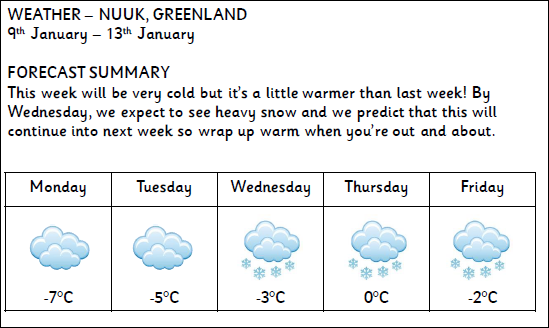 WEATHER – NUUK, GREENLAND
9th January – 13th January
FORECAST SUMMARY
This week will be very cold but it's a little warmer than last week! By
Wednesday, we expect to see heavy snow and we predict that this will
continue into next week so wrap up warm when you're out and about.
Monday Tuesday Wednesday Thursday Friday
-7°C -5°C -3°C 0°C -2°C